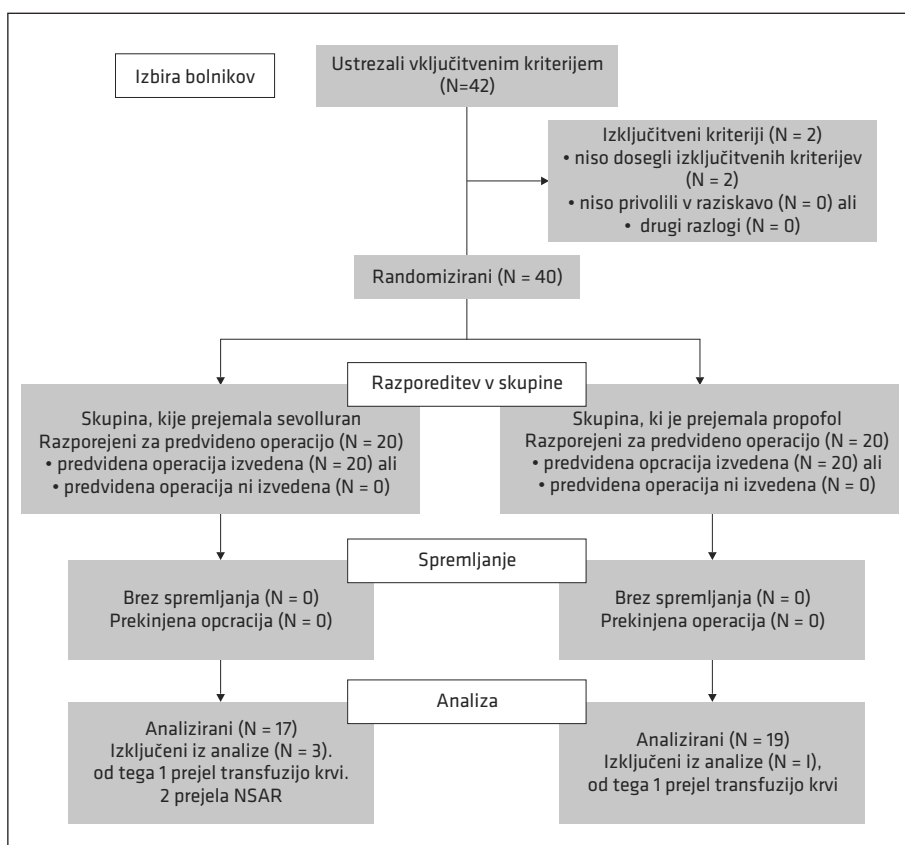 Izbira bolnikov
Ustrezali vključitvenim kriterijem
(N=42)
Izključitveni kriteriji (N = 2)
• niso dosegli izključitvenih kriterijev
(N = 2)
• niso privolili v raziskavo (N = 0) ali
• drugi razlogi (N = 0)
Randomizirani (N = 40)
Razporeditev v skupine
Skupina, kije prejemala sevolluran
Razporejeni za predvideno operacijo (N = 20)
• predvidena operacija izvedena (N = 20) ali
• predvidena operacija ni izvedena (N = 0)
Skupina, ki je prejemala propofol
Razporejeni za predvideno operacijo (N = 20)
• predvidena opcracija izvedena (N = 20) ali
• predvidena operacija ni izvedena (N = 0)
Spremljanje
Brez spremljanja (N = 0)
Prekinjena opcracija (N = 0)
Brez spremljanja (N = 0)
Prekinjena operacija (N = 0)
Analiza
Analizirani (N = 17)
Izključeni iz analize (N = 3).
od tega 1 prejel transfuzijo krvi.
2 prejela NSAR
Analizirani (N = 19)
Izključeni iz analize (N = I),
od tega 1 prejel transfuzijo krvi